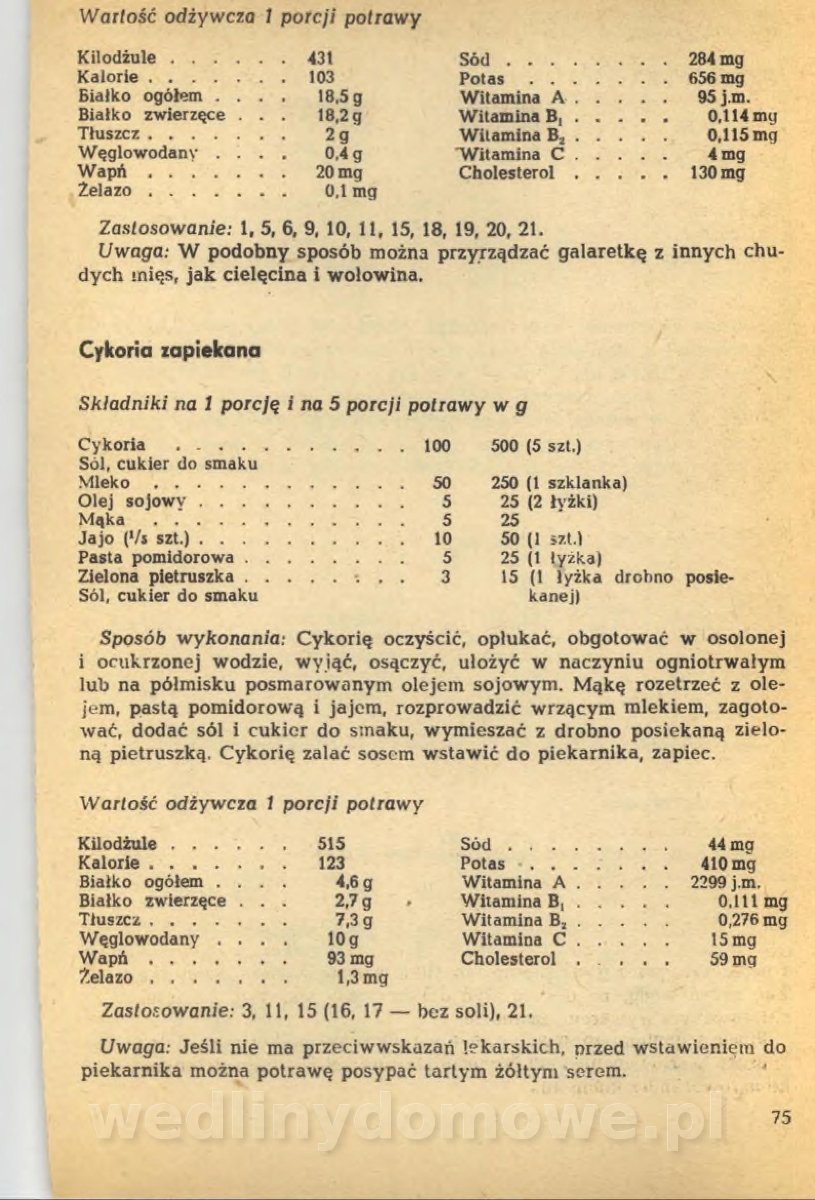 Wartość odżywcza 1 porcji potrawy
Kilodżule . . . . . . 431 Sód . . . . . . . . 284 mg
Kalorie . . . . . . . 103 Potas . . . . . . . 656 mg
Białko ogółem . . . . 18,5 g Witamina A . . . . . 95 j.m.
Białko zwierzęce . . . 18,2 g Witamina B₁ . . . . . 0,114 mg
Tłuszcz . . . . . . . 2 g Witamina B₂ . . . . . 0,115 mg
Węglowodany . . . . 0,4 g Witamina C . . . . . 4 mg
Wapń . . . . . . . 20 mg Cholesterol . . . . . 130 mg
Żelazo . . . . . . . 0,1 mg
Zastosowanie: 1, 5, 6, 9, 10, 11, 15, 18, 19, 20, 21.
Uwaga: W podobny sposób można przyrządzać galaretkę z innych chu-
dych mięs, jak cielęcina i wołowina.
Cykoria zapiekana
Składniki na 1 porcję i na 5 porcji potrawy w g
Cykoria . . . . . . . . . . . . 100 500 (5 szt.)
Sól, cukier do smaku
Mleko . . . . . . . . . . . . 50 250 (1 szklanka)
Olej sojowy . . . . . . . . . . 5 25 (2 łyżki)
Mąka . . . . . . . . . . . . 5 25
Jajo (¹/₅ szt.) . . . . . . . . . . 10 50 (1 szt.)
Pasta pomidorowa . . . . . . . . 5 25 (1 łyżka)
Zielona pietruszka . . . . . . . . 3 15 (1 łyżka drobno posie-
Sól, cukier do smaku kanej)
Sposób wykonania: Cykorię oczyścić, opłukać, obgotować w osolonej
i ocukrzonej wodzie, wyjąć, osączyć, ułożyć w naczyniu ogniotrwałym
lub na półmisku posmarowanym olejem sojowym. Mąkę rozetrzeć z ole-
jem, pastą pomidorową i jajem, rozprowadzić wrzącym mlekiem, zagoto-
wać, dodać sól i cukier do smaku, wymieszać z drobno posiekaną zielo-
ną pietruszką. Cykorię zalać sosem wstawić do piekarnika, zapiec.
Wartość odżywcza 1 porcji potrawy
Kilodżule . . . . . . 515 Sód . . . . . . . . 44 mg
Kalorie . . . . . . . 123 Potas . . . . . . . 410 mg
Białko ogółem . . . . 4,6 g Witamina A . . . . . 2299 j.m.
Białko zwierzęce . . . 2,7 g Witamina B₁ . . . . . 0,111 mg
Tłuszcz . . . . . . . 7,3 g Witamina B₂ . . . . . 0,276 mg
Węglowodany . . . . 10 g Witamina C . . . . . 15 mg
Wapń . . . . . . . 93 mg Cholesterol . . . . . 59 mg
Żelazo . . . . . . . 1,3 mg
Zastosowanie: 3, 11, 15 (16, 17 — bez soli), 21.
Uwaga: Jeśli nie ma przeciwwskazań lekarskich, przed wstawieniem do
piekarnika można potrawę posypać tartym żółtym serem.
wedlinydomowe.pl
75